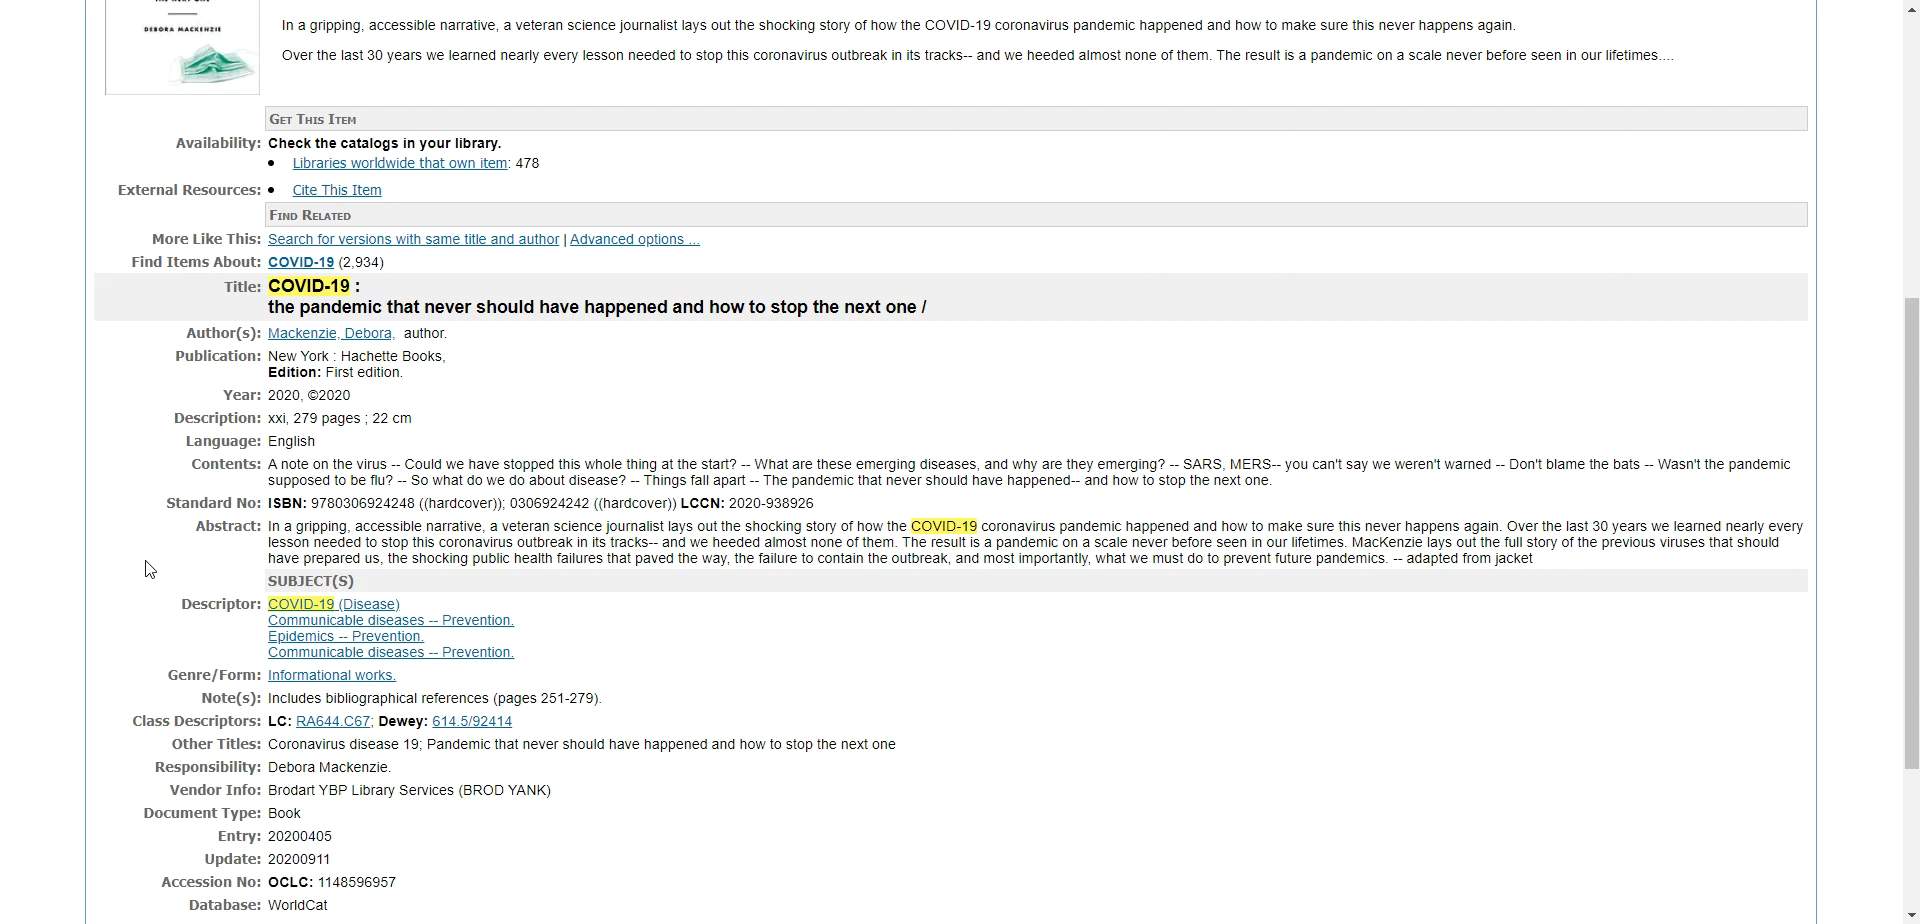 DEBORA MACKENZIE
In a gripping, accessible narrative, a veteran science journalist lays out the shocking story of how the COVID-19 coronavirus pandemic happened and how to make sure this never happens again.
Over the last 30 years we learned nearly every lesson needed to stop this coronavirus outbreak in its tracks-- and we heeded almost none of them. The result is a pandemic on a scale never before seen in our lifetimes....
GET THIS ITEM
Availability: Check the catalogs in your library.
• Libraries worldwide that own item: 478
External Resources: • Cite This Item
FIND RELATED
More Like This: Search for versions with same title and author | Advanced options ...
Find Items About: COVID-19 (2,934)
Title: COVID-19 :
the pandemic that never should have happened and how to stop the next one /
Author(s): Mackenzie, Debora, author.
Publication: New York : Hachette Books,
Edition: First edition.
Year: 2020, ©2020
Description: xxi, 279 pages ; 22 cm
Language: English
Contents: A note on the virus -- Could we have stopped this whole thing at the start? -- What are these emerging diseases, and why are they emerging? -- SARS, MERS-- you can't say we weren't warned -- Don't blame the bats -- Wasn't the pandemic
supposed to be flu? -- So what do we do about disease? -- Things fall apart -- The pandemic that never should have happened-- and how to stop the next one.
Standard No: ISBN: 9780306924248 ((hardcover)); 0306924242 ((hardcover)) LCCN: 2020-938926
Abstract: In a gripping, accessible narrative, a veteran science journalist lays out the shocking story of how the COVID-19 coronavirus pandemic happened and how to make sure this never happens again. Over the last 30 years we learned nearly every
lesson needed to stop this coronavirus outbreak in its tracks-- and we heeded almost none of them. The result is a pandemic on a scale never before seen in our lifetimes. MacKenzie lays out the full story of the previous viruses that should
have prepared us, the shocking public health failures that paved the way, the failure to contain the outbreak, and most importantly, what we must do to prevent future pandemics. -- adapted from jacket
SUBJECT(S)
Descriptor: COVID-19 (Disease)
Communicable diseases -- Prevention.
Epidemics -- Prevention.
Communicable diseases -- Prevention.
Genre/Form: Informational works.
Note(s): Includes bibliographical references (pages 251-279).
Class Descriptors: LC: RA644.C67; Dewey: 614.5/92414
Other Titles: Coronavirus disease 19; Pandemic that never should have happened and how to stop the next one
Responsibility: Debora Mackenzie.
Vendor Info: Brodart YBP Library Services (BROD YANK)
Document Type: Book
Entry: 20200405
Update: 20200911
Accession No: OCLC: 1148596957
Database: WorldCat